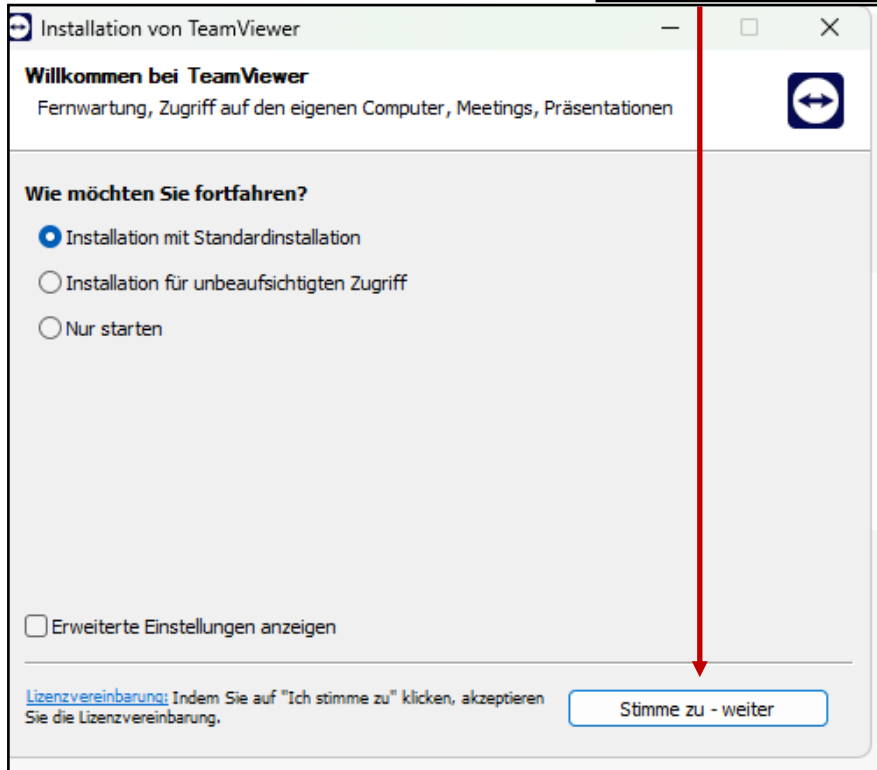 Installation von TeamViewer
Willkommen bei TeamViewer
Fernwartung, Zugriff auf den eigenen Computer, Meetings, Präsentationen
Wie möchten Sie fortfahren?
Installation mit Standardinstallation
Installation für unbeaufsichtigten Zugriff
Nur starten
Erweiterte Einstellungen anzeigen
Lizenzvereinbarung: Indem Sie auf "Ich stimme zu" klicken, akzeptieren
Sie die Lizenzvereinbarung.
Stimme zu - weiter